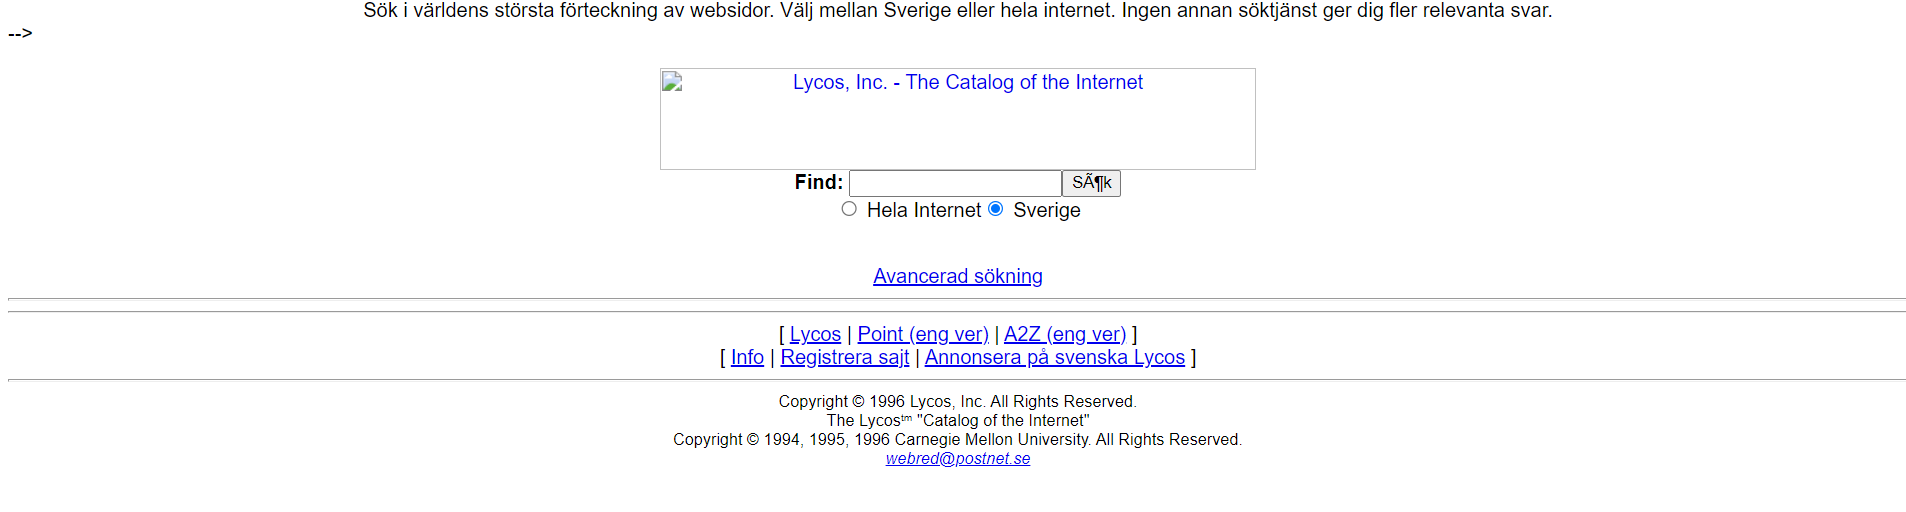 Sök i världens största förteckning av websidor. Välj mellan Sverige eller hela internet. Ingen annan söktjänst ger dig fler relevanta svar.
-->
Lycos, Inc. - The Catalog of the Internet
Find: SÃ¶k
Hela Internet Sverige
Avancerad sökning
[ Lycos | Point (eng ver) | A2Z (eng ver) ]
[ Info | Registrera sajt | Annonsera på svenska Lycos ]
Copyright © 1996 Lycos, Inc. All Rights Reserved.
The Lycos™ "Catalog of the Internet"
Copyright © 1994, 1995, 1996 Carnegie Mellon University. All Rights Reserved.
webred@postnet.se